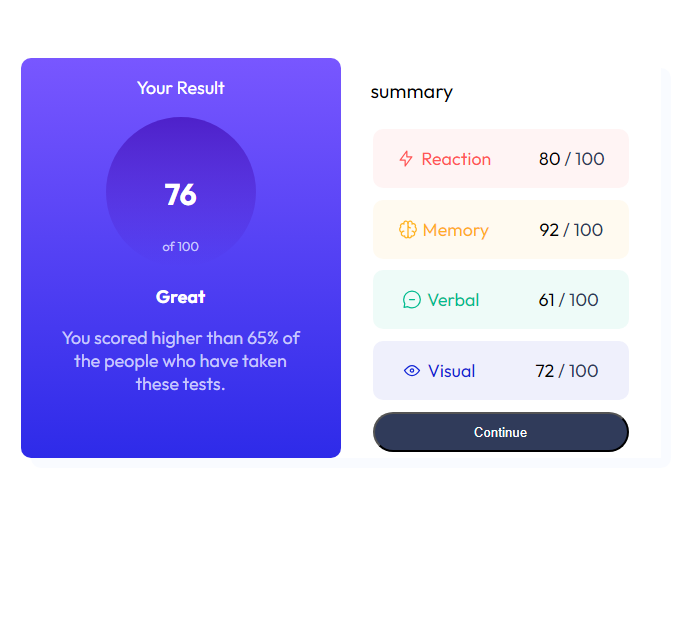 Your Result
76
of 100
Great
You scored higher than 65% of
the people who have taken
these tests.
summary
Reaction 80 / 100
Memory 92 / 100
Verbal 61 / 100
Visual 72 / 100
Continue